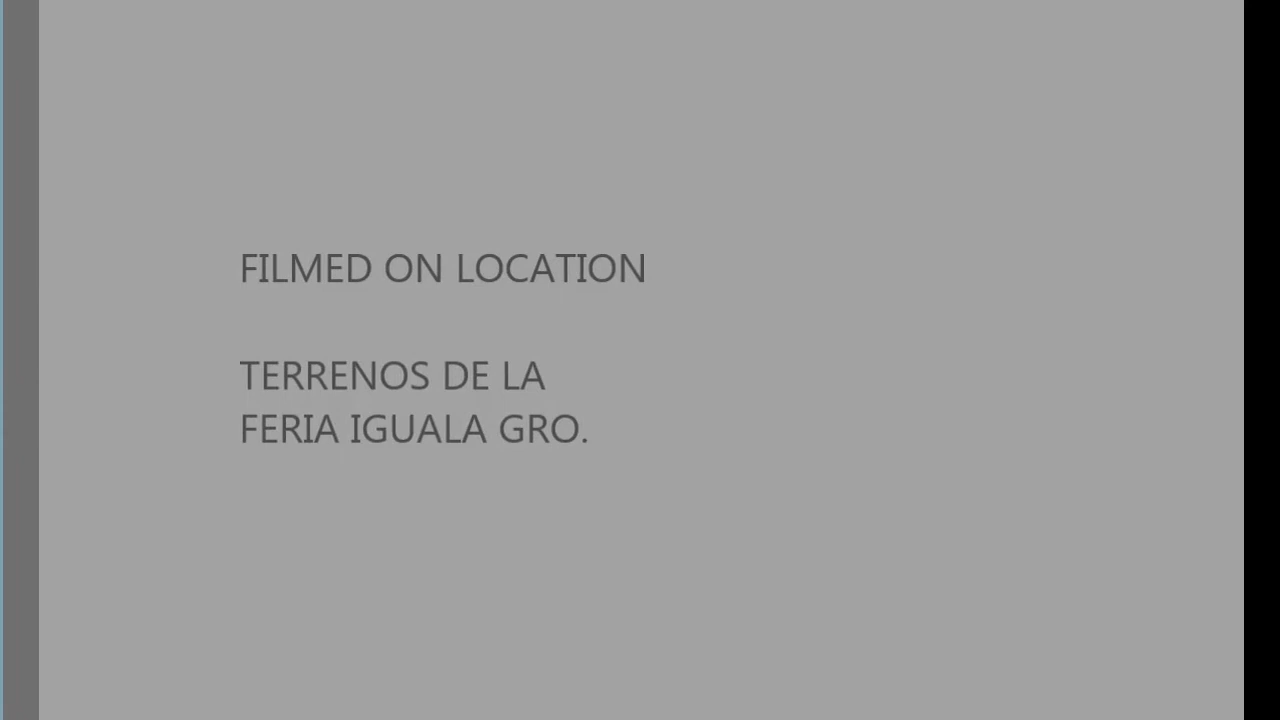 FILMED ON LOCATION
TERRENOS DE LA
FERIA IGUALA GRO.